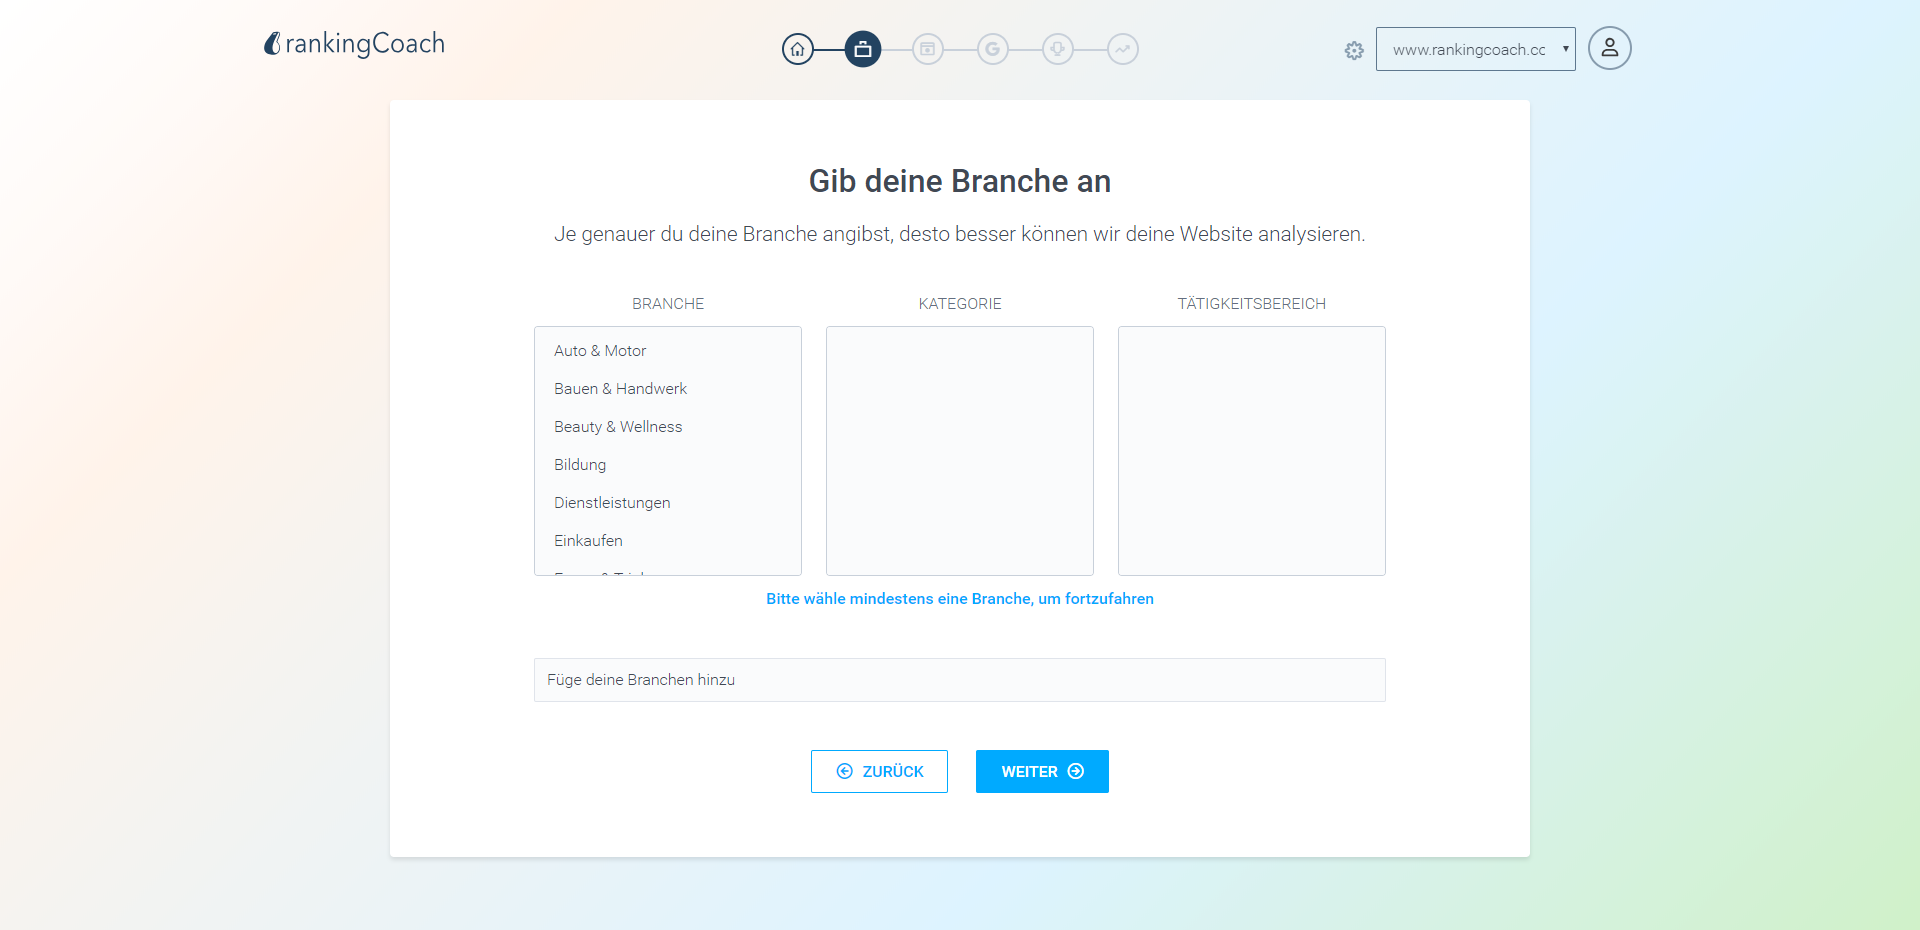 rankingCoach
www.rankingcoach.cc
Gib deine Branche an
Je genauer du deine Branche angibst, desto besser können wir deine Website analysieren.
BRANCHE
KATEGORIE
TÄTIGKEITSBEREICH
Auto & Motor
Bauen & Handwerk
Beauty & Wellness
Bildung
Dienstleistungen
Einkaufen
Bitte wähle mindestens eine Branche, um fortzufahren
Füge deine Branchen hinzu
ZURÜCK
WEITER